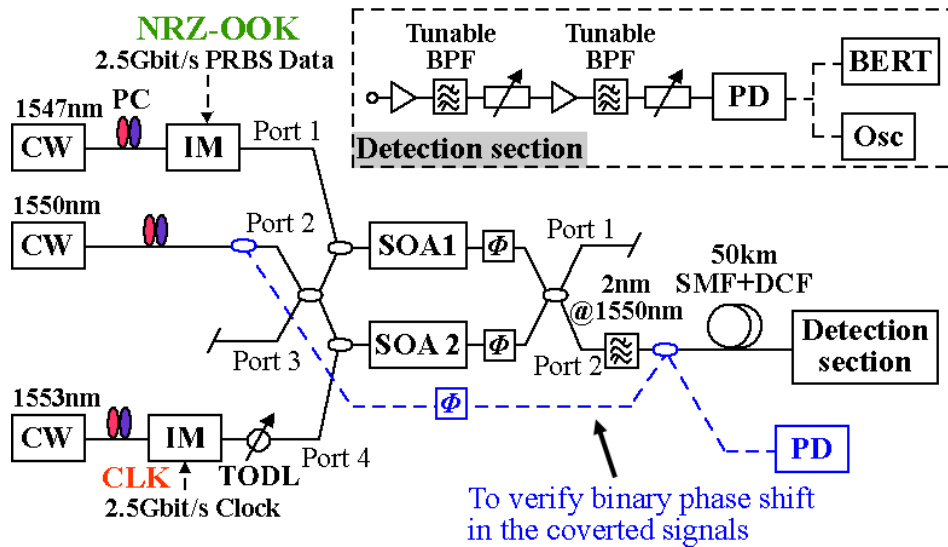 NRZ-OOK
2.5Gbit/s PRBS Data
1547nm
PC
CW
IM
Port 1
Tunable
BPF
Tunable
BPF
PD
BERT
Osc
Detection section
1550nm
CW
Port 2
SOA1
Φ
Port 1
2nm
@1550nm
50km
SMF+DCF
Detection
section
Port 3
SOA 2
Φ
Port 2
Φ
1553nm
CW
IM
TODL
Port 4
CLK
2.5Gbit/s Clock
PD
To verify binary phase shift
in the coverted signals